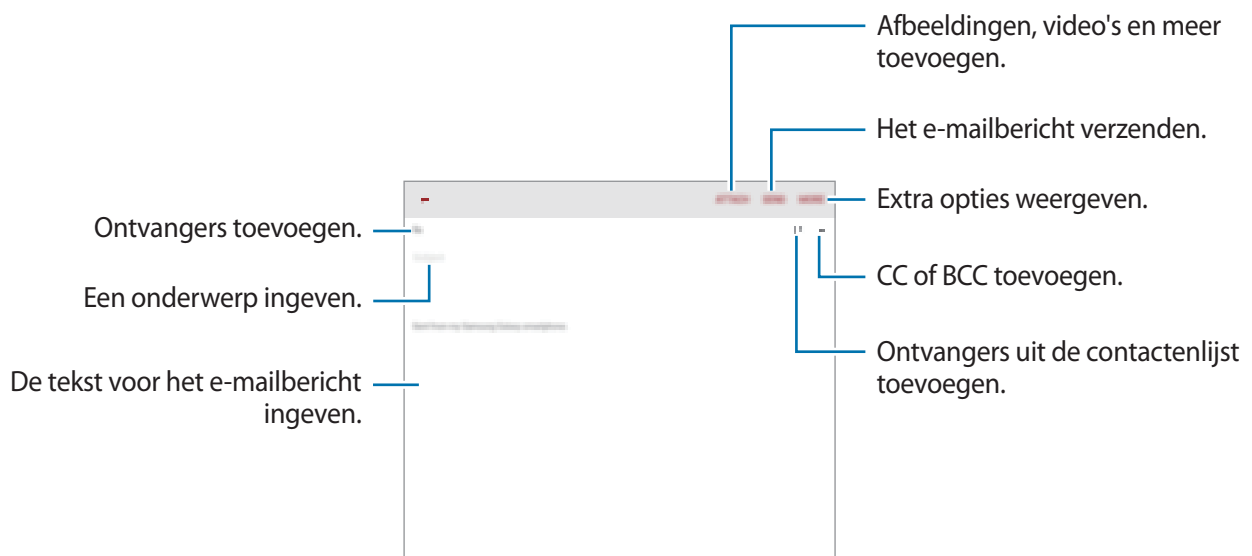 Afbeeldingen, video's en meer
toevoegen.
Het e-mailbericht verzenden.
Extra opties weergeven.
Ontvangers toevoegen.
CC of BCC toevoegen.
Een onderwerp ingeven.
Ontvangers uit de contactenlijst
toevoegen.
De tekst voor het e-mailbericht
ingeven.